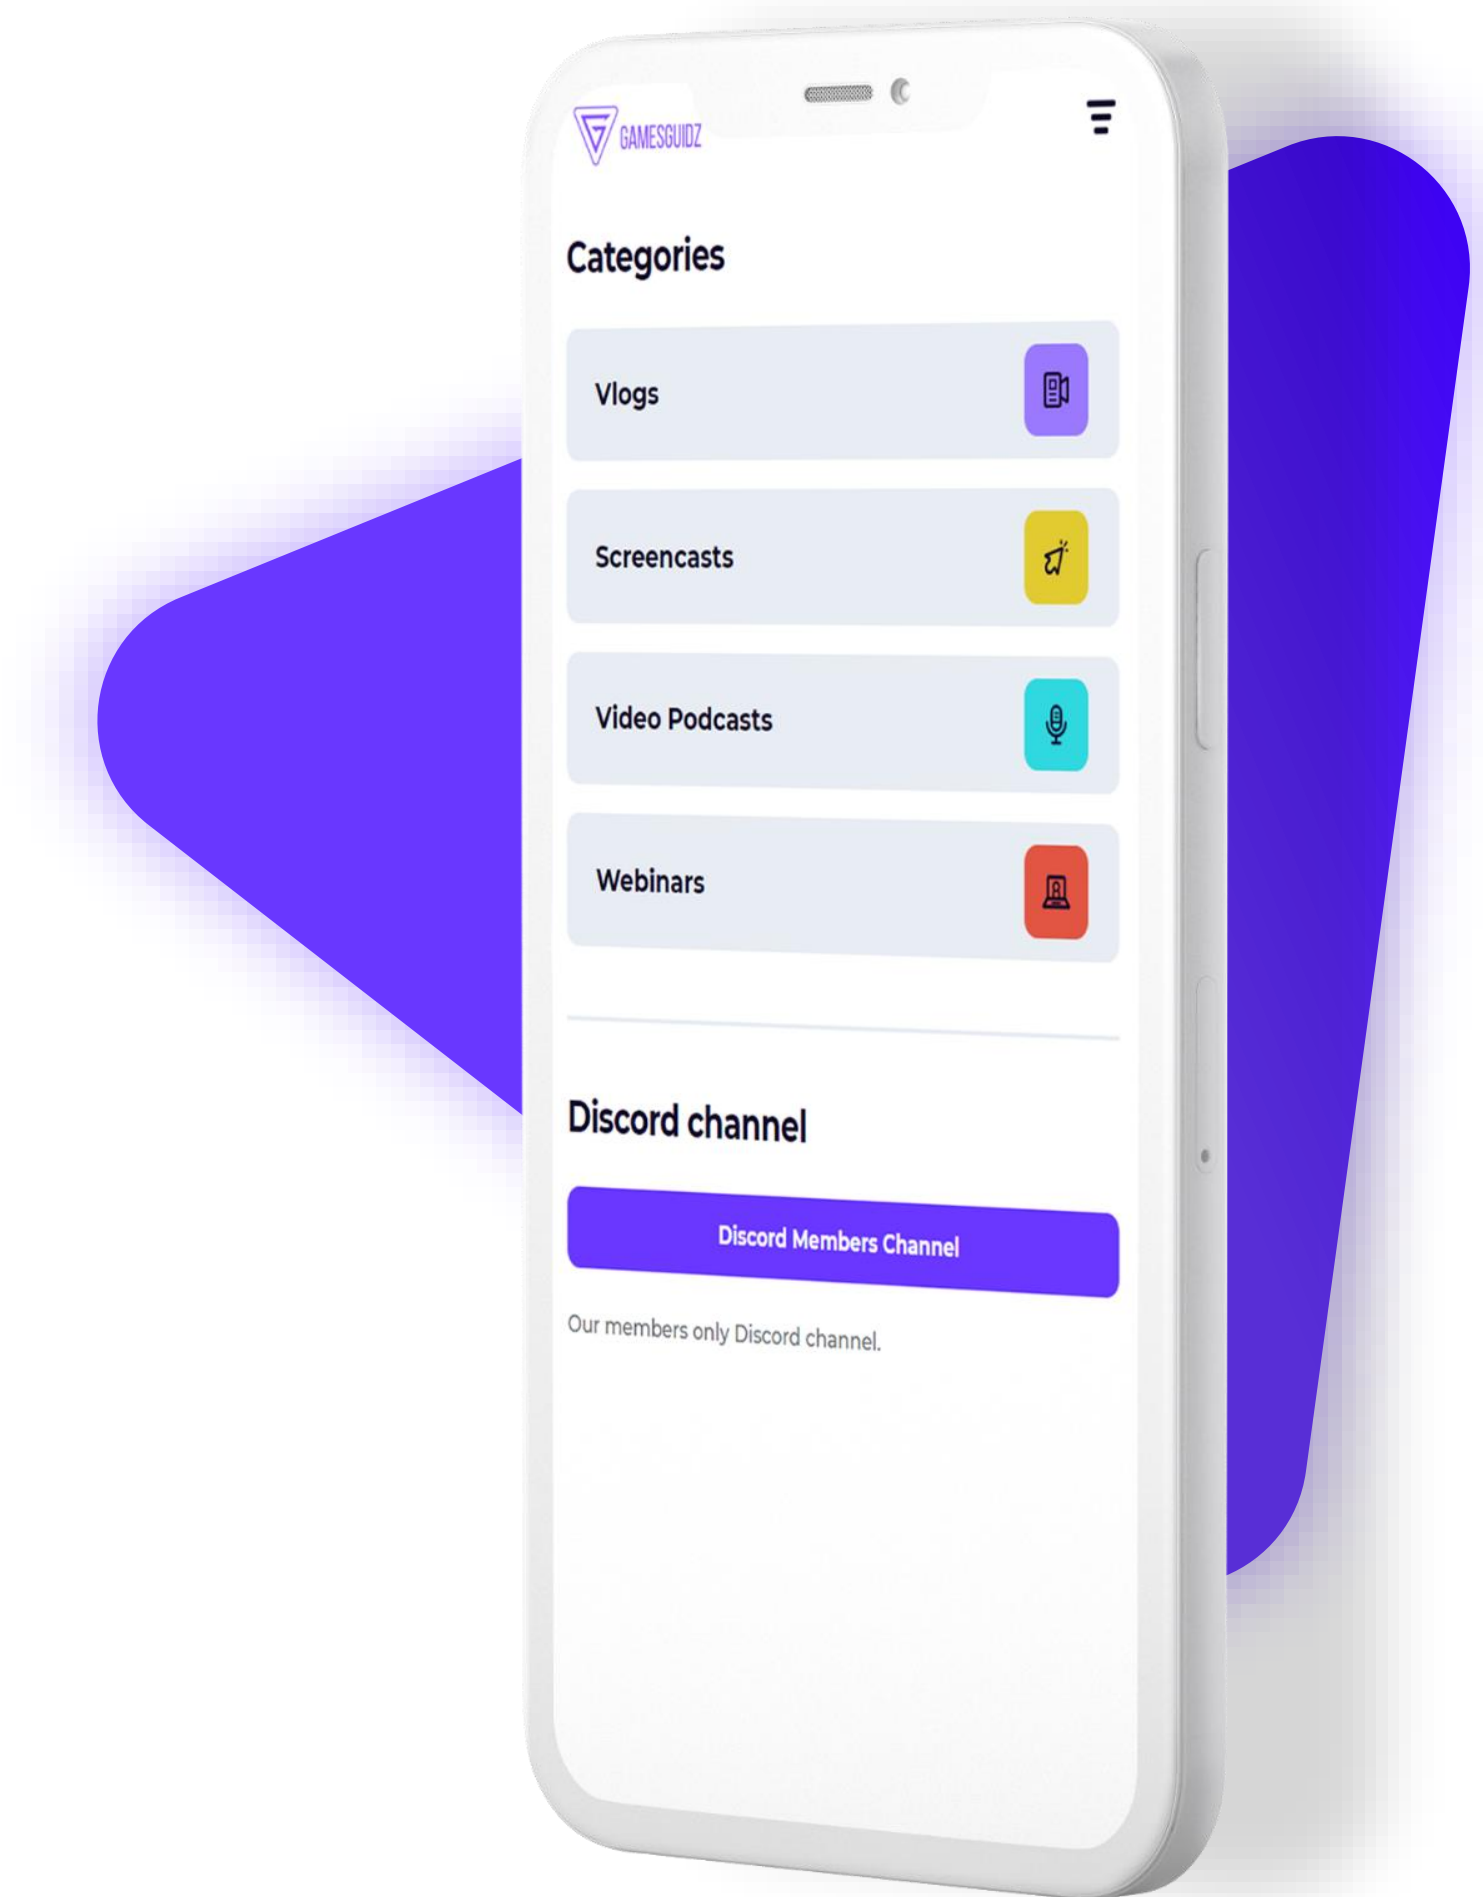 GAMESGUIDZ
Categories
Vlogs
Screencasts
Video Podcasts
Webinars
Discord channel
Discord Members Channel
Our members only Discord channel.